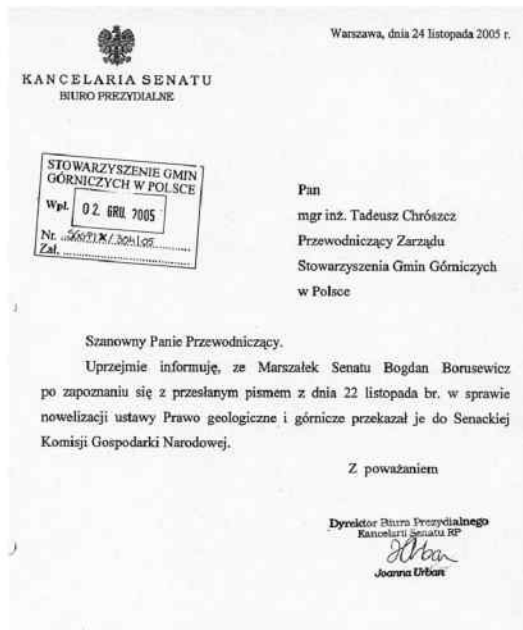 Warszawa, dnia 24 listopada 2005 r.
KANCELARIA SENATU
BIURO PREZYDIALNE
STOWARZYSZENIE GMIN
GÓRNICZYCH W POLSCE
Wpł. 02. GRU. 2005
Nr.
Zał.
Pan
mgr inż. Tadeusz Chrószcz
Przewodniczący Zarządu
Stowarzyszenia Gmin Górniczych
w Polsce
Szanowny Panie Przewodniczący.
Uprzejmie informuję, ze Marszałek Senatu Bogdan Borusewicz
po zapoznaniu się z przesłanym pismem z dnia 22 listopada br. w sprawie
nowelizacji ustawy Prawo geologiczne i górnicze przekazał je do Senackiej
Komisji Gospodarki Narodowej.
Z poważaniem
Dyrektor Biura Prezydialnego
Kancelarii Senatu RP
JUrban
Joanna Urban